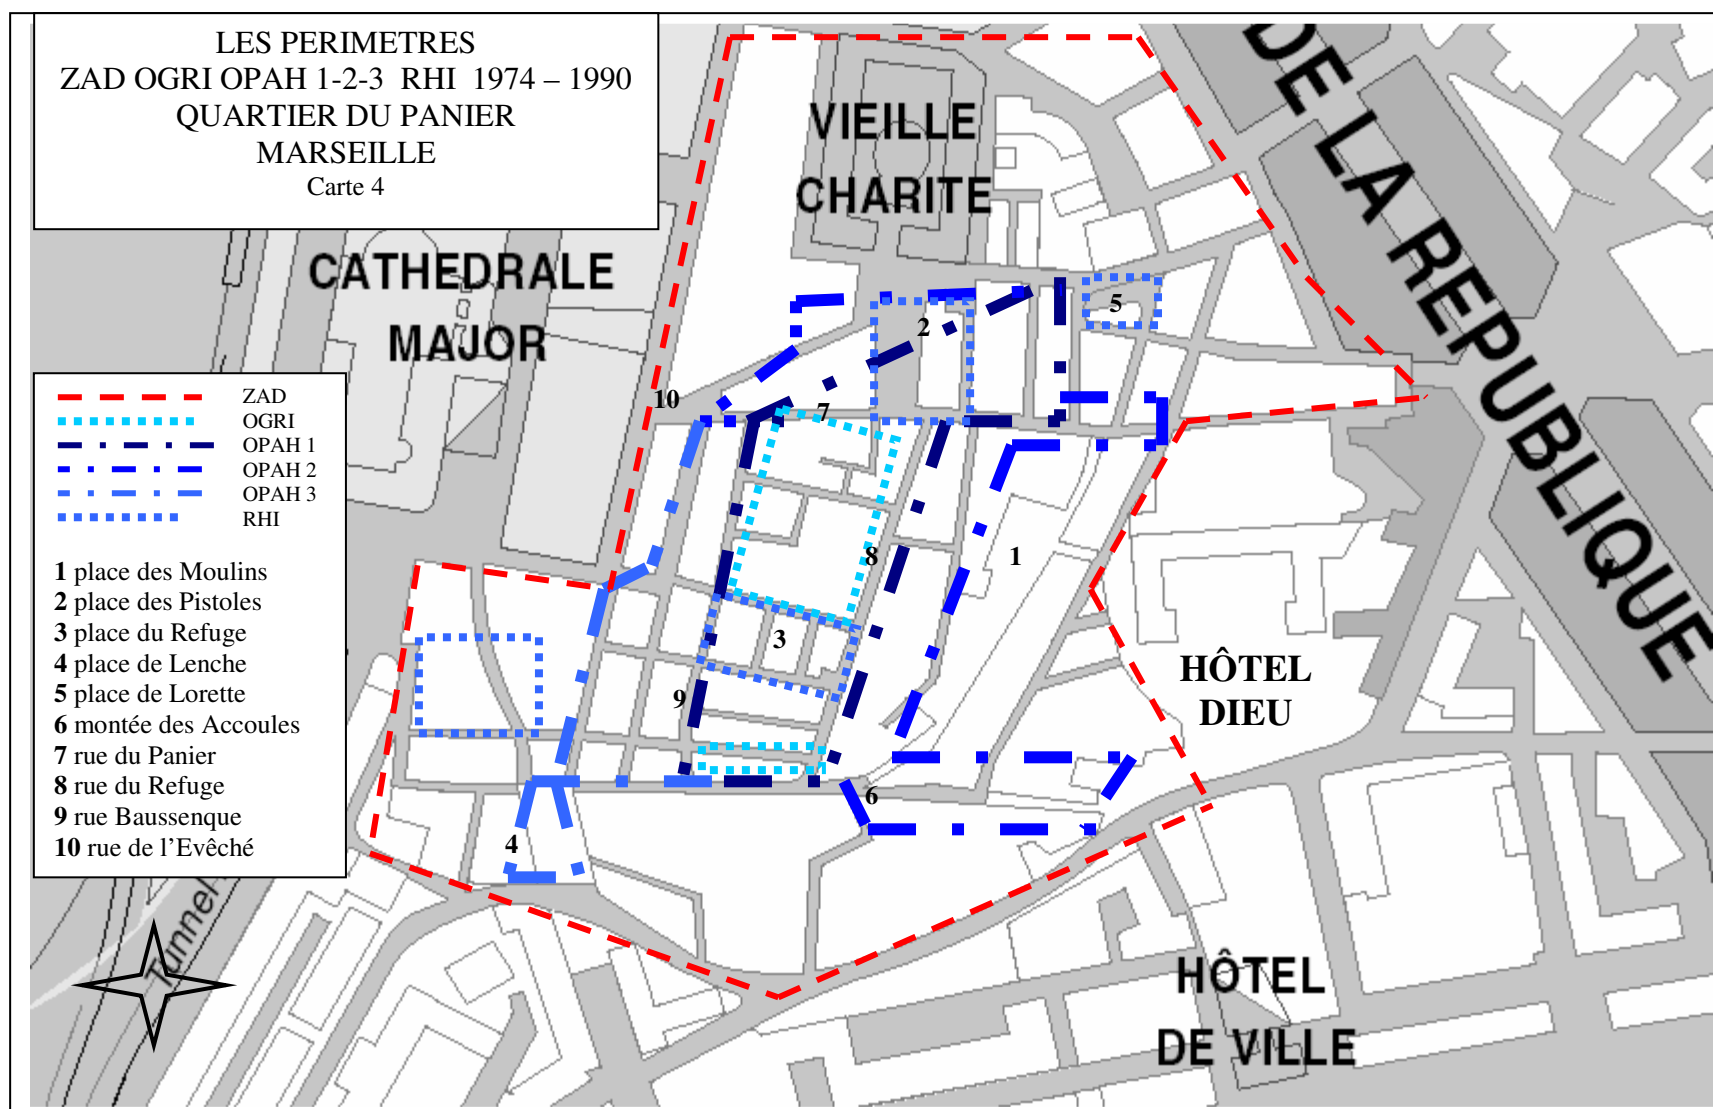 LES PERIMETRES
ZAD OGRI OPAH 1-2-3 RHI 1974 – 1990
QUARTIER DU PANIER
MARSEILLE
Carte 4
VIEILLE
CHARITE
DE LA REPUBLIQUE
CATHEDRALE
MAJOR
5
2
10
7
ZAD
OGRI
OPAH 1
OPAH 2
OPAH 3
RHI
8
1
3
9
6
4
1 place des Moulins
2 place des Pistoles
3 place du Refuge
4 place de Lenche
5 place de Lorette
6 montée des Accoules
7 rue du Panier
8 rue du Refuge
9 rue Baussenque
10 rue de l'Evêché
HÔTEL
DIEU
Tunnel
HÔTEL
DE VILLE